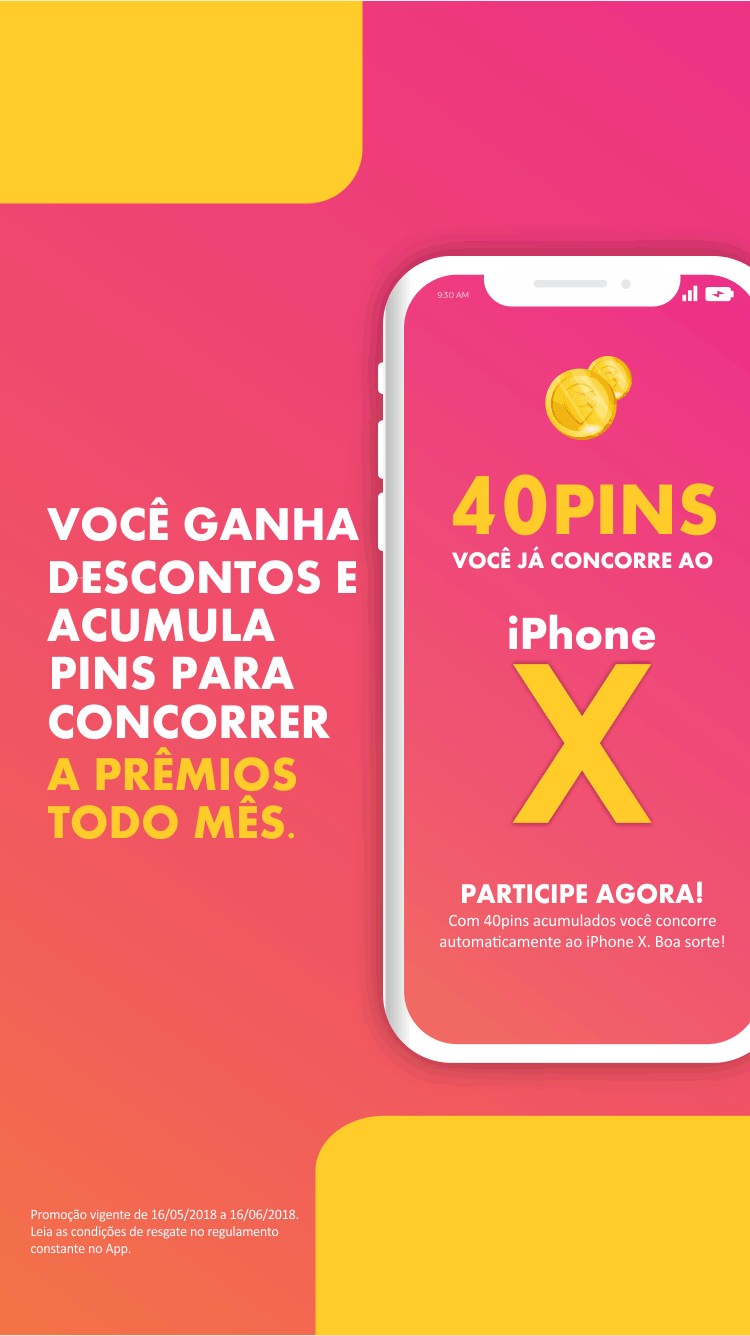 VOCÊ GANHA
DESCONTOS E
ACUMULA
PINS PARA
CONCORRER
A PRÊMIOS
TODO MÊS.
9:30 AM
40PINS
VOCÊ JÁ CONCORRE AO
iPhone
X
PARTICIPE AGORA!
Com 40pins acumulados você concorre
automaticamente ao iPhone X. Boa sorte!
Promoção vigente de 16/05/2018 a 16/06/2018.
Leia as condições de resgate no regulamento
constante no App.